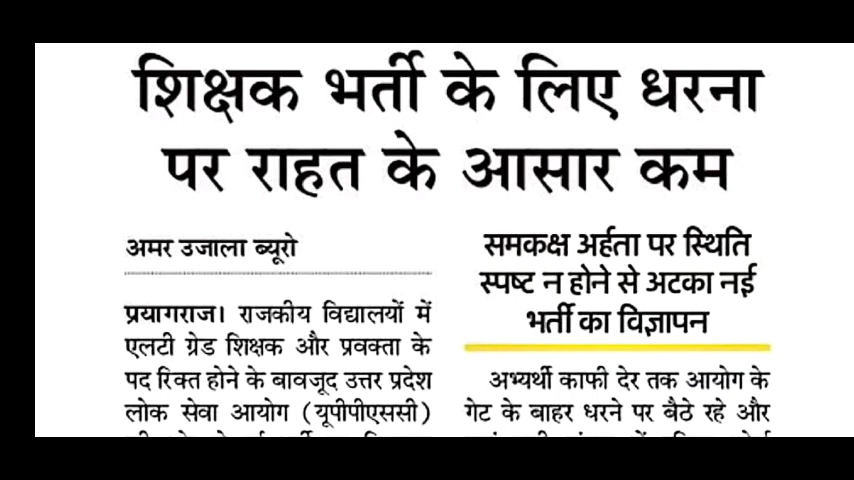 शिक्षक भर्ती के लिए धरना
पर राहत के आसार कम
अमर उजाला ब्यूरो
प्रयागराज। राजकीय विद्यालयों में
एलटी ग्रेड शिक्षक और प्रवक्ता के
पद रिक्त होने के बावजूद उत्तर प्रदेश
लोक सेवा आयोग (यूपीपीएससी)
समकक्ष अर्हता पर स्थिति
स्पष्ट न होने से अटका नई
भर्ती का विज्ञापन
अभ्यर्थी काफी देर तक आयोग के
गेट के बाहर धरने पर बैठे रहे और